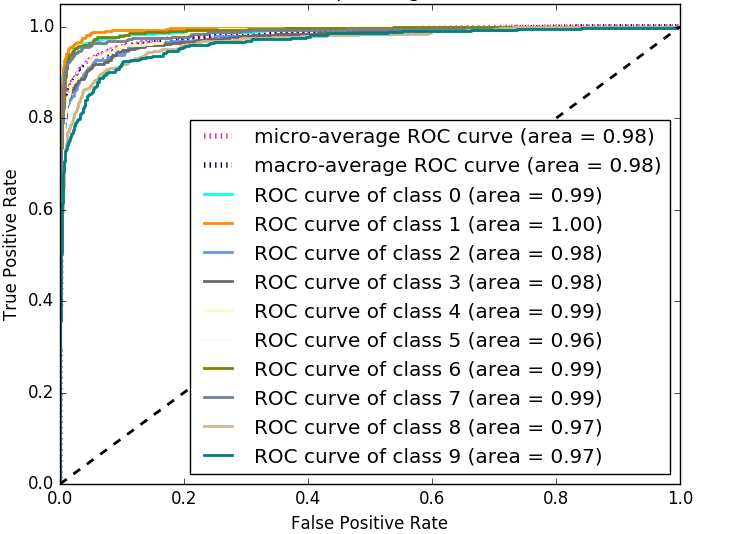 1.0
0.8
0.6
0.4
0.2
0.0
True Positive Rate
micro-average ROC curve (area = 0.98)
macro-average ROC curve (area = 0.98)
ROC curve of class 0 (area = 0.99)
ROC curve of class 1 (area = 1.00)
ROC curve of class 2 (area = 0.98)
ROC curve of class 3 (area = 0.98)
ROC curve of class 4 (area = 0.99)
ROC curve of class 5 (area = 0.96)
ROC curve of class 6 (area = 0.99)
ROC curve of class 7 (area = 0.99)
ROC curve of class 8 (area = 0.97)
ROC curve of class 9 (area = 0.97)
0.0 0.2 0.4 0.6 0.8 1.0
False Positive Rate